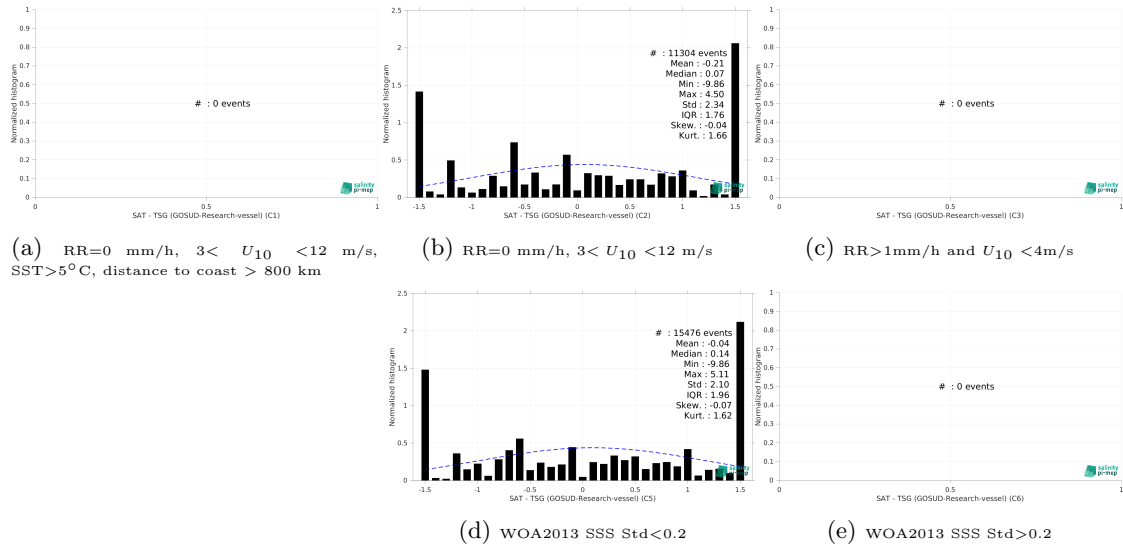 1
0.9
0.8
0.7
0.6
0.5
0.4
0.3
0.2
0.1
0
Normalized histogram
# : 0 events
salinity
pi-mep
0 0.5 1
SAT - TSG (GOSUD-Research-vessel) (C1)
(a) RR=0 mm/h, 3< U10 <12 m/s,
SST>5°C, distance to coast > 800 km
2.5
2
1.5
1
0.5
0
Normalized histogram
# : 11304 events
Mean : -0.21
Median : 0.07
Min : -9.86
Max : 4.50
Std : 2.34
IQR : 1.76
Skew. : -0.04
Kurt. : 1.66
salinity
pi-mep
-1.5 -1 -0.5 0 0.5 1 1.5
SAT - TSG (GOSUD-Research-vessel) (C2)
(b) RR=0 mm/h, 3< U10 <12 m/s
1
0.9
0.8
0.7
0.6
0.5
0.4
0.3
0.2
0.1
0
Normalized histogram
# : 0 events
salinity
pi-mep
0 0.5 1
SAT - TSG (GOSUD-Research-vessel) (C3)
(c) RR>1mm/h and U10 <4m/s
2.5
2
1.5
1
0.5
0
Normalized histogram
# : 15476 events
Mean : -0.04
Median : 0.14
Min : -9.86
Max : 5.11
Std : 2.10
IQR : 1.96
Skew. : -0.07
Kurt. : 1.62
salinity
pi-mep
-1.5 -1 -0.5 0 0.5 1 1.5
SAT - TSG (GOSUD-Research-vessel) (C5)
(d) WOA2013 SSS Std<0.2
1
0.9
0.8
0.7
0.6
0.5
0.4
0.3
0.2
0.1
0
Normalized histogram
# : 0 events
salinity
pi-mep
0 0.5 1
SAT - TSG (GOSUD-Research-vessel) (C6)
(e) WOA2013 SSS Std>0.2